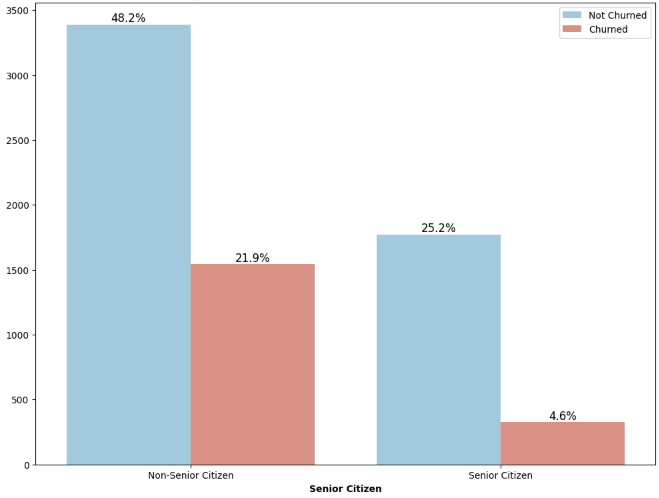 3500
3000
2500
2000
1500
1000
500
0
48.2%
21.9%
25.2%
4.6%
Not Churned
Churned
Non-Senior Citizen
Senior Citizen
Senior Citizen